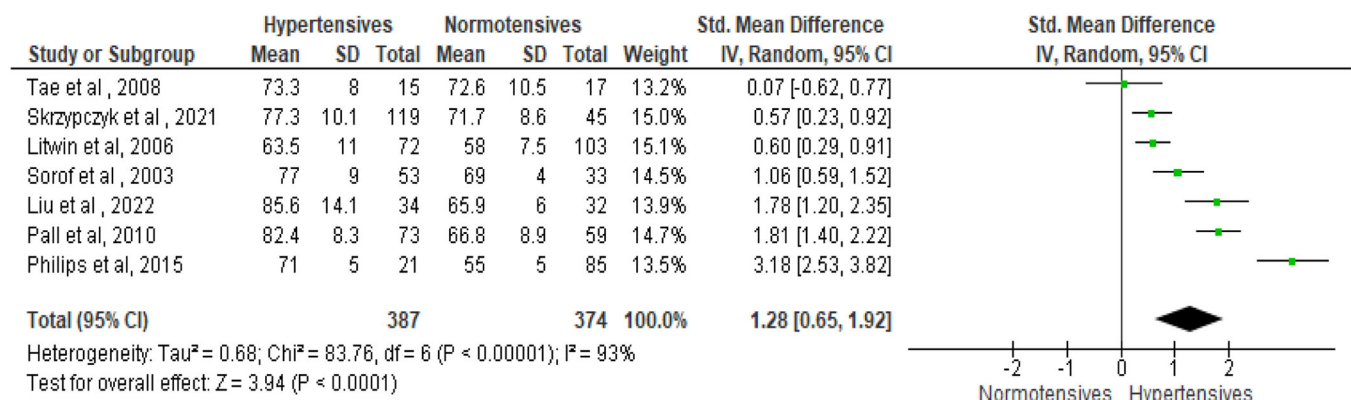 Hypertensives Normotensives Std. Mean Difference Std. Mean Difference
Study or Subgroup Mean SD Total Mean SD Total Weight IV, Random, 95% CI IV, Random, 95% CI
Tae et al , 2008 73.3 8 15 72.6 10.5 17 13.2% 0.07 [-0.62, 0.77]
Skrzypczyk et al , 2021 77.3 10.1 119 71.7 8.6 45 15.0% 0.57 [0.23, 0.92]
Litwin et al, 2006 63.5 11 72 58 7.5 103 15.1% 0.60 [0.29, 0.91]
Sorof et al , 2003 77 9 53 69 4 33 14.5% 1.06 [0.59, 1.52]
Liu et al , 2022 85.6 14.1 34 65.9 6 32 13.9% 1.78 [1.20, 2.35]
Pall et al, 2010 82.4 8.3 73 66.8 8.9 59 14.7% 1.81 [1.40, 2.22]
Philips et al, 2015 71 5 21 55 5 85 13.5% 3.18 [2.53, 3.82]
Total (95% CI) 387 374 100.0% 1.28 [0.65, 1.92]
Heterogeneity: Tau² = 0.68; Chi² = 83.76, df = 6 (P < 0.00001); I² = 93%
Test for overall effect: Z = 3.94 (P < 0.0001)
-2 -1 0 1 2
Normotensives Hypertensives